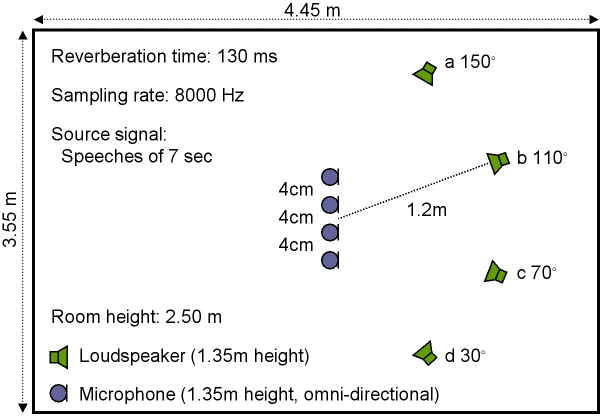 4.45 m
Reverberation time: 130 ms
a 150°
Sampling rate: 8000 Hz
Source signal:
Speeches of 7 sec
b 110°
4cm
4cm
4cm
1.2m
3.55 m
c 70°
Room height: 2.50 m
Loudspeaker (1.35m height)
d 30°
Microphone (1.35m height, omni-directional)